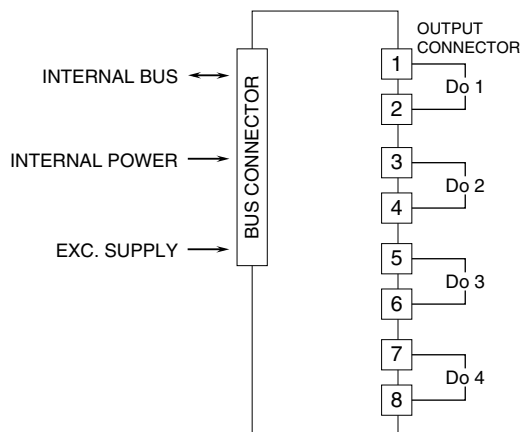 OUTPUT
CONNECTOR
INTERNAL BUS
INTERNAL POWER
EXC. SUPPLY
BUS CONNECTOR
1
2
Do 1
3
4
Do 2
5
6
Do 3
7
8
Do 4